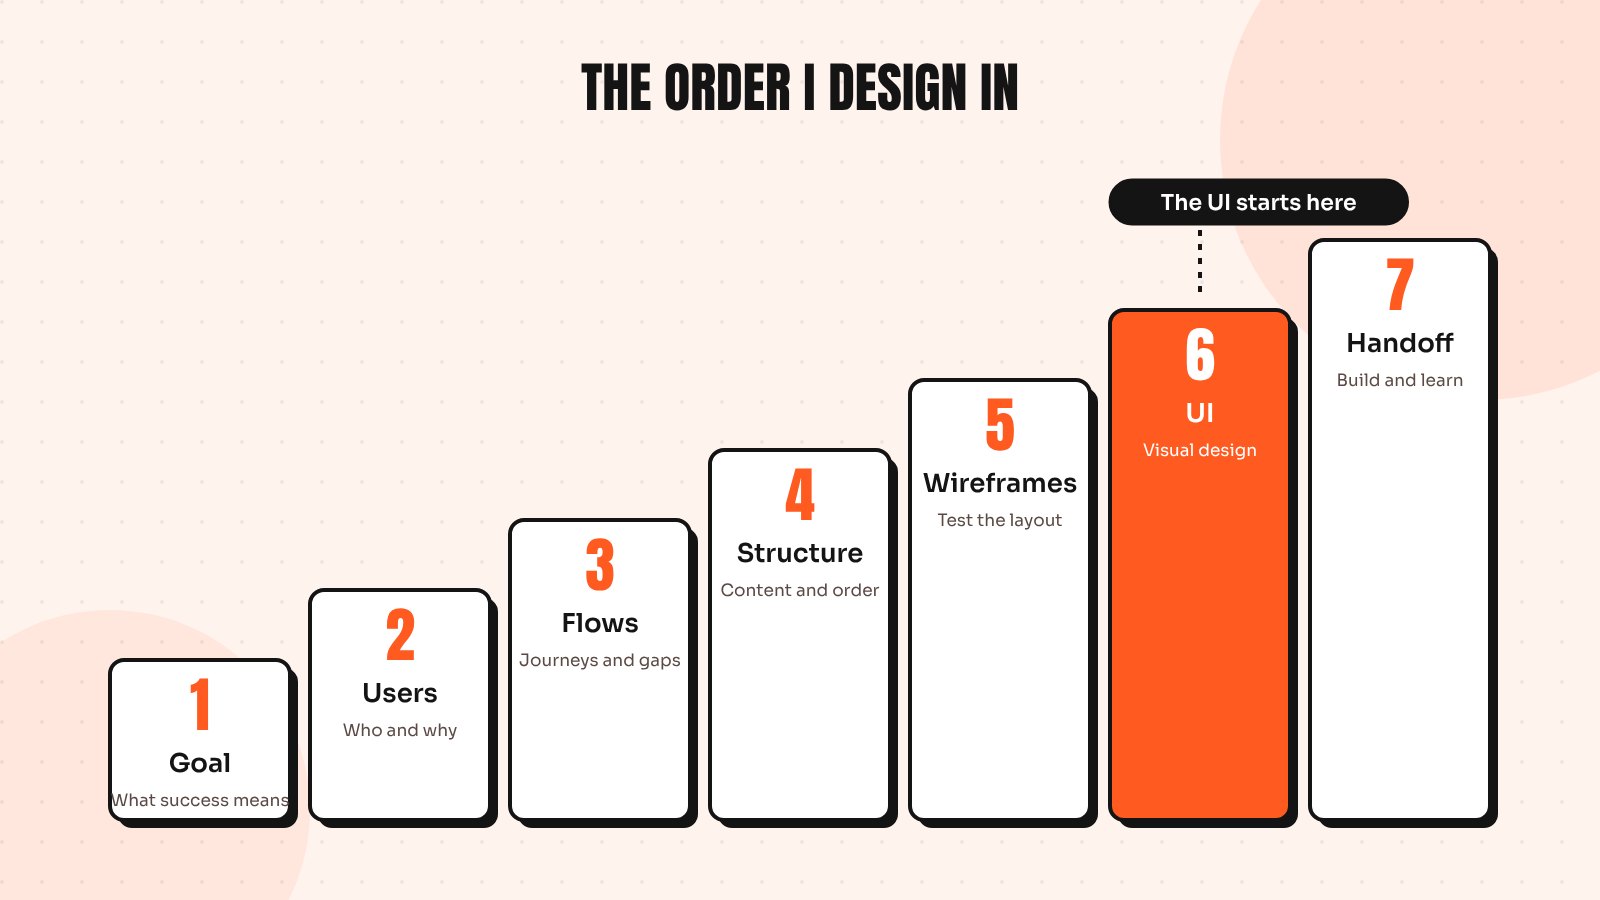 THE ORDER I DESIGN IN
The UI starts here
1
Goal
What success means
2
Users
Who and why
3
Flows
Journeys and gaps
4
Structure
Content and order
5
Wireframes
Test the layout
6
UI
Visual design
7
Handoff
Build and learn